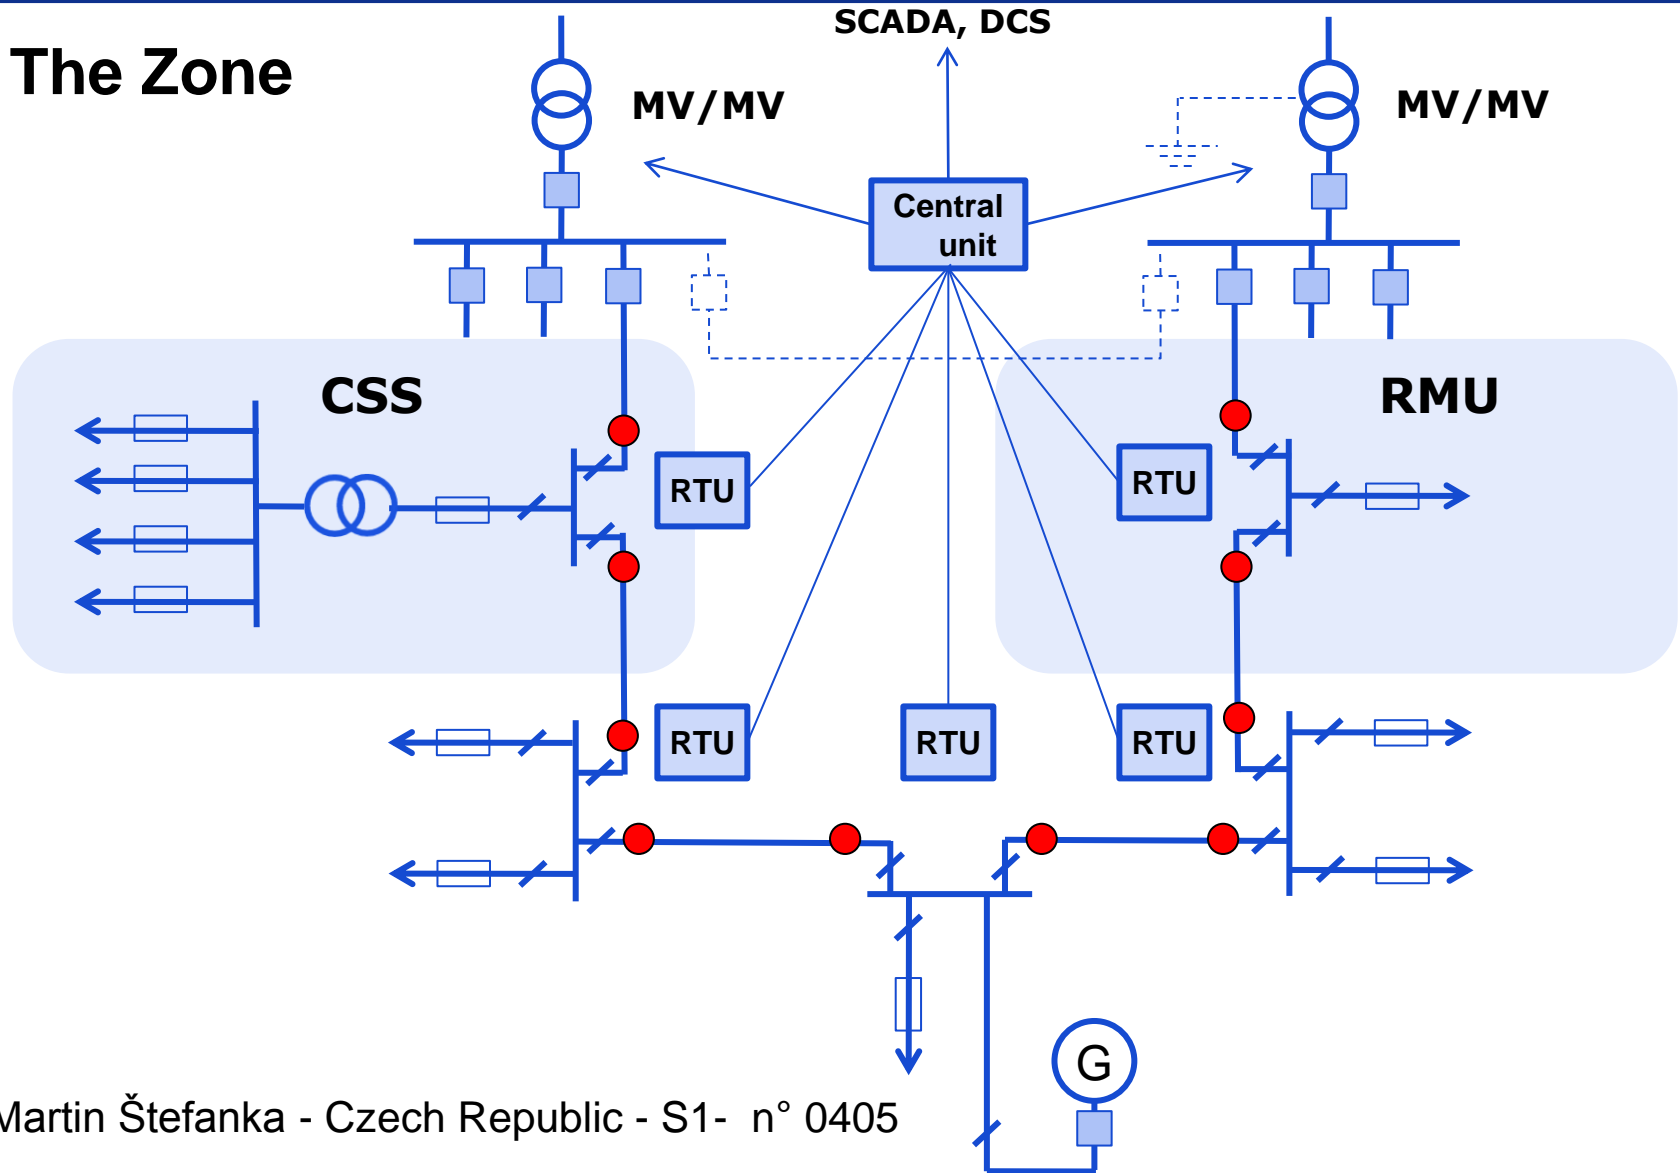 SCADA, DCS
The Zone
MV/MV
MV/MV
Central
unit
CSS
RMU
RTU
RTU
RTU
RTU
RTU
G
Martin Štefanka - Czech Republic - S1- n° 0405